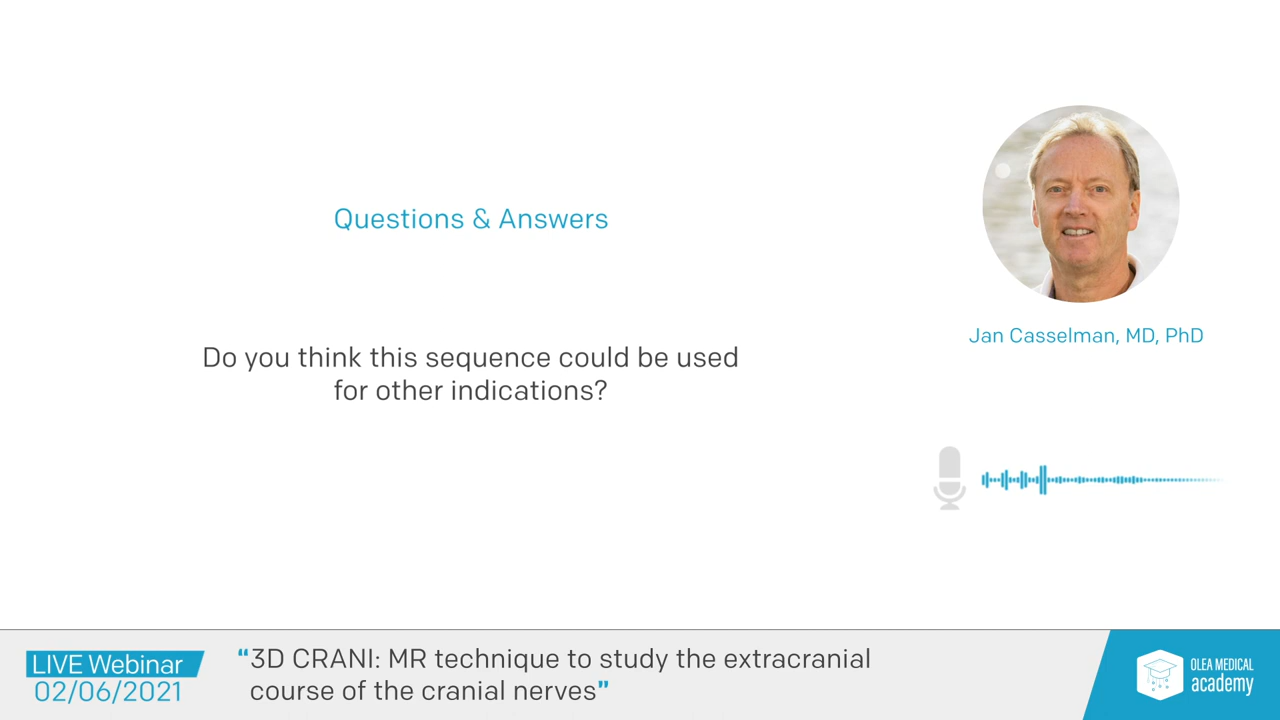 Questions & Answers
Do you think this sequence could be used
for other indications?
Jan Casselman, MD, PhD
LIVE Webinar
02/06/2021
“3D CRANI: MR technique to study the extracranial
course of the cranial nerves”
OLEA MEDICAL
academy